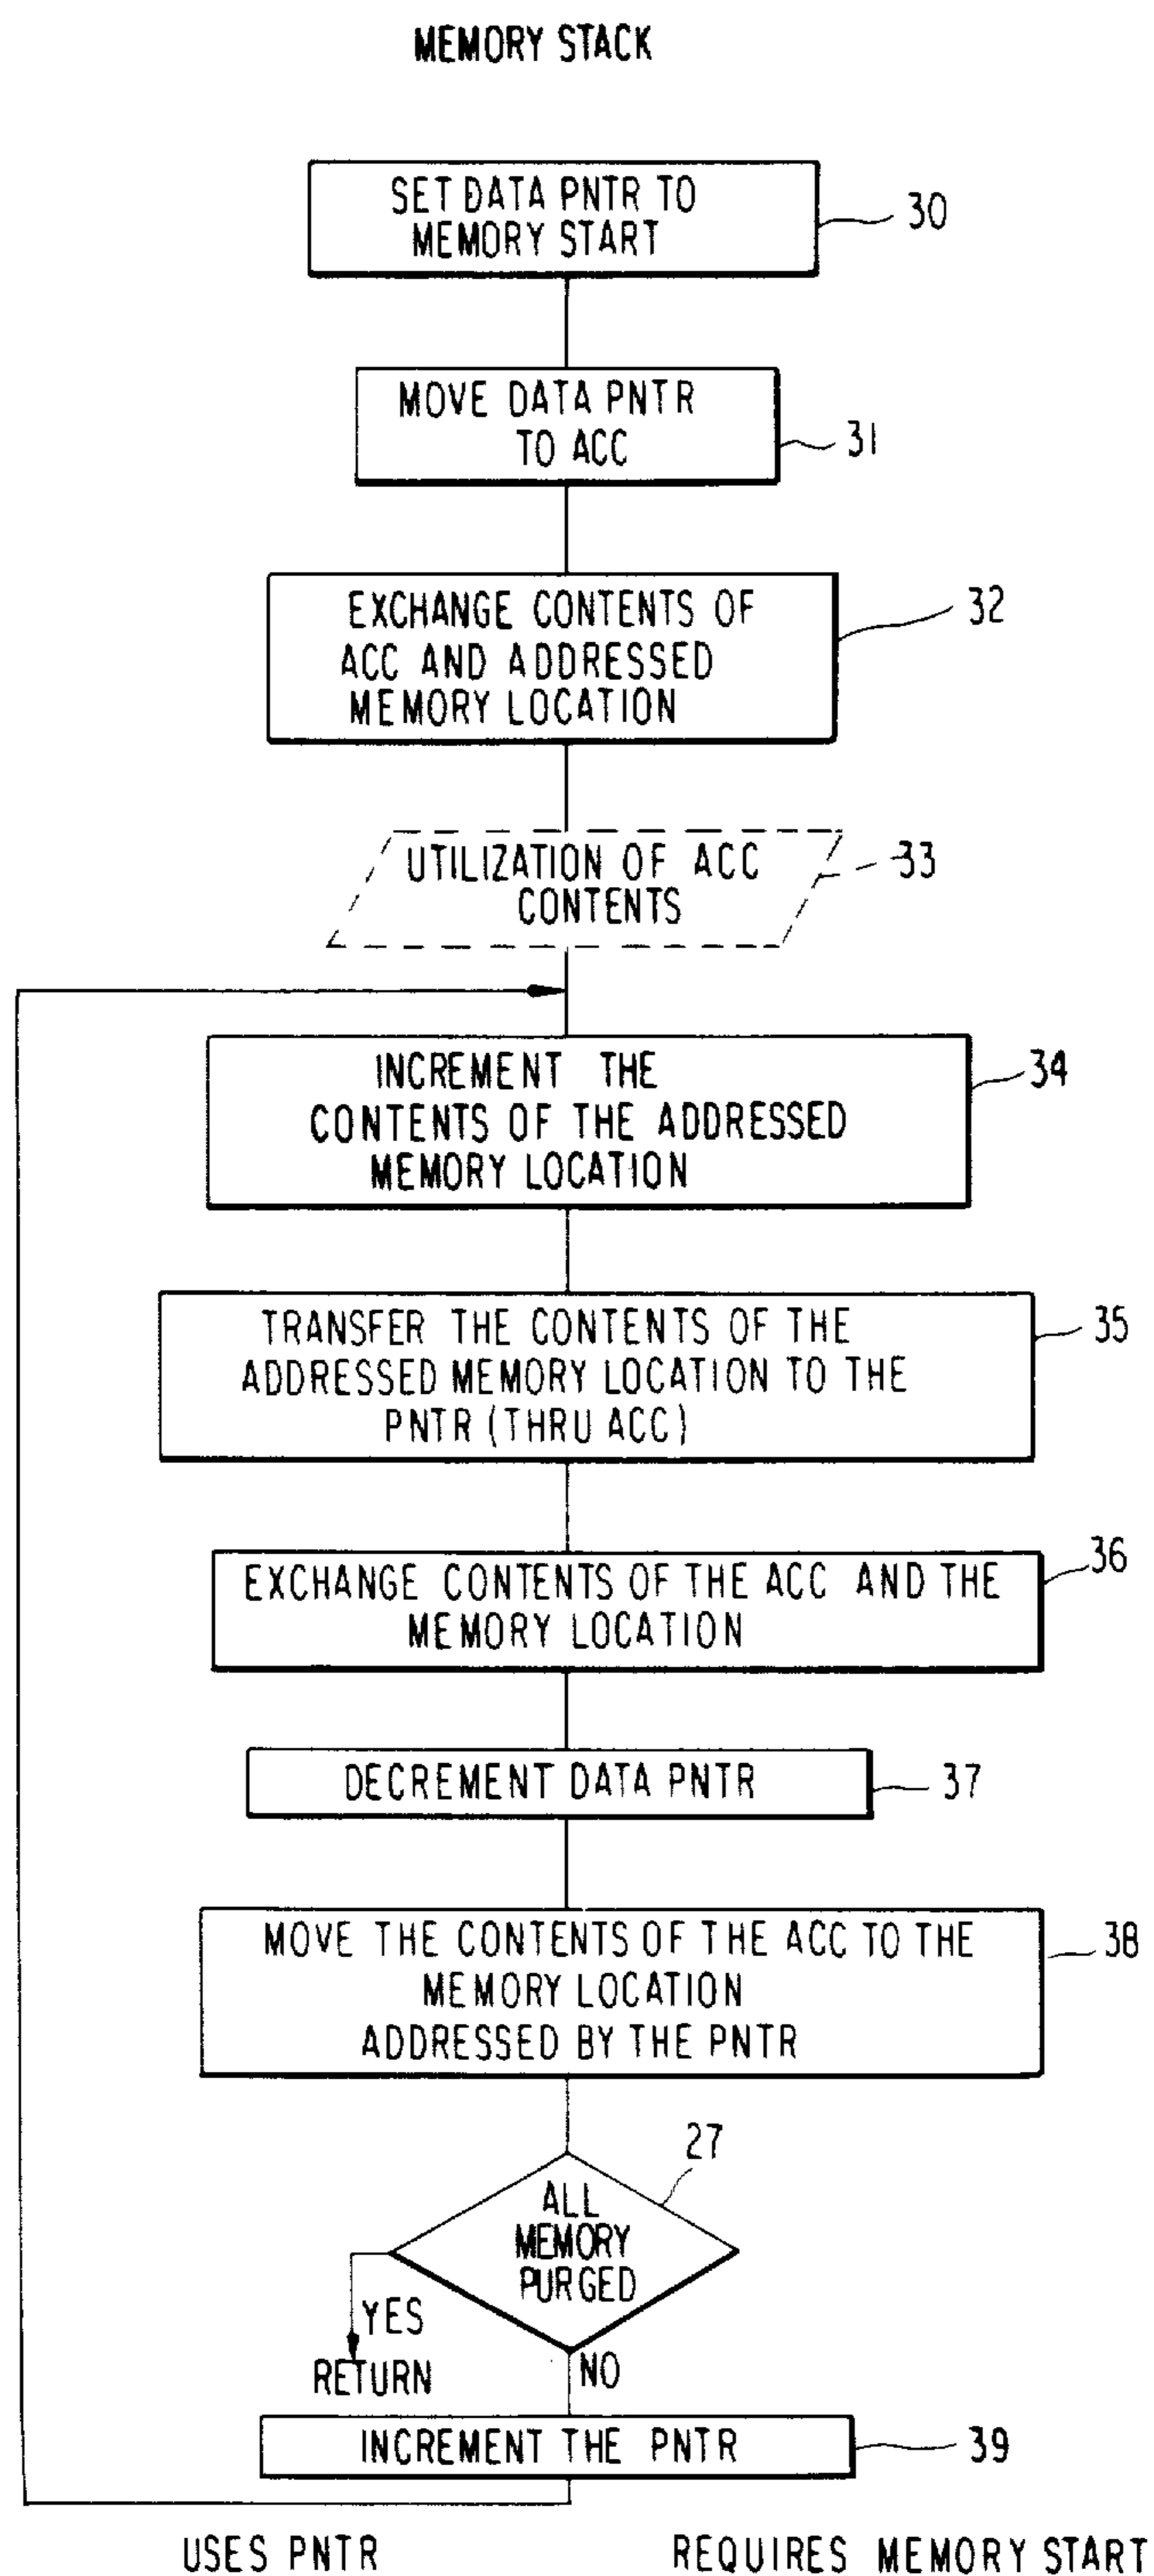 MEMORY STACK
SET DATA PNTR TO
MEMORY START
30
MOVE DATA PNTR
TO ACC
31
EXCHANGE CONTENTS OF
ACC AND ADDRESSED
MEMORY LOCATION
32
UTILIZATION OF ACC
CONTENTS
33
INCREMENT THE
CONTENTS OF THE ADDRESSED
MEMORY LOCATION
34
TRANSFER THE CONTENTS OF THE
ADDRESSED MEMORY LOCATION TO THE
PNTR (THRU ACC)
35
EXCHANGE CONTENTS OF THE ACC AND THE
MEMORY LOCATION
36
DECREMENT DATA PNTR
37
MOVE THE CONTENTS OF THE ACC TO THE
MEMORY LOCATION
ADDRESSED BY THE PNTR
38
27
ALL
MEMORY
PURGED
YES
RETURN
NO
INCREMENT THE PNTR
39
USES PNTR
REQUIRES MEMORY START